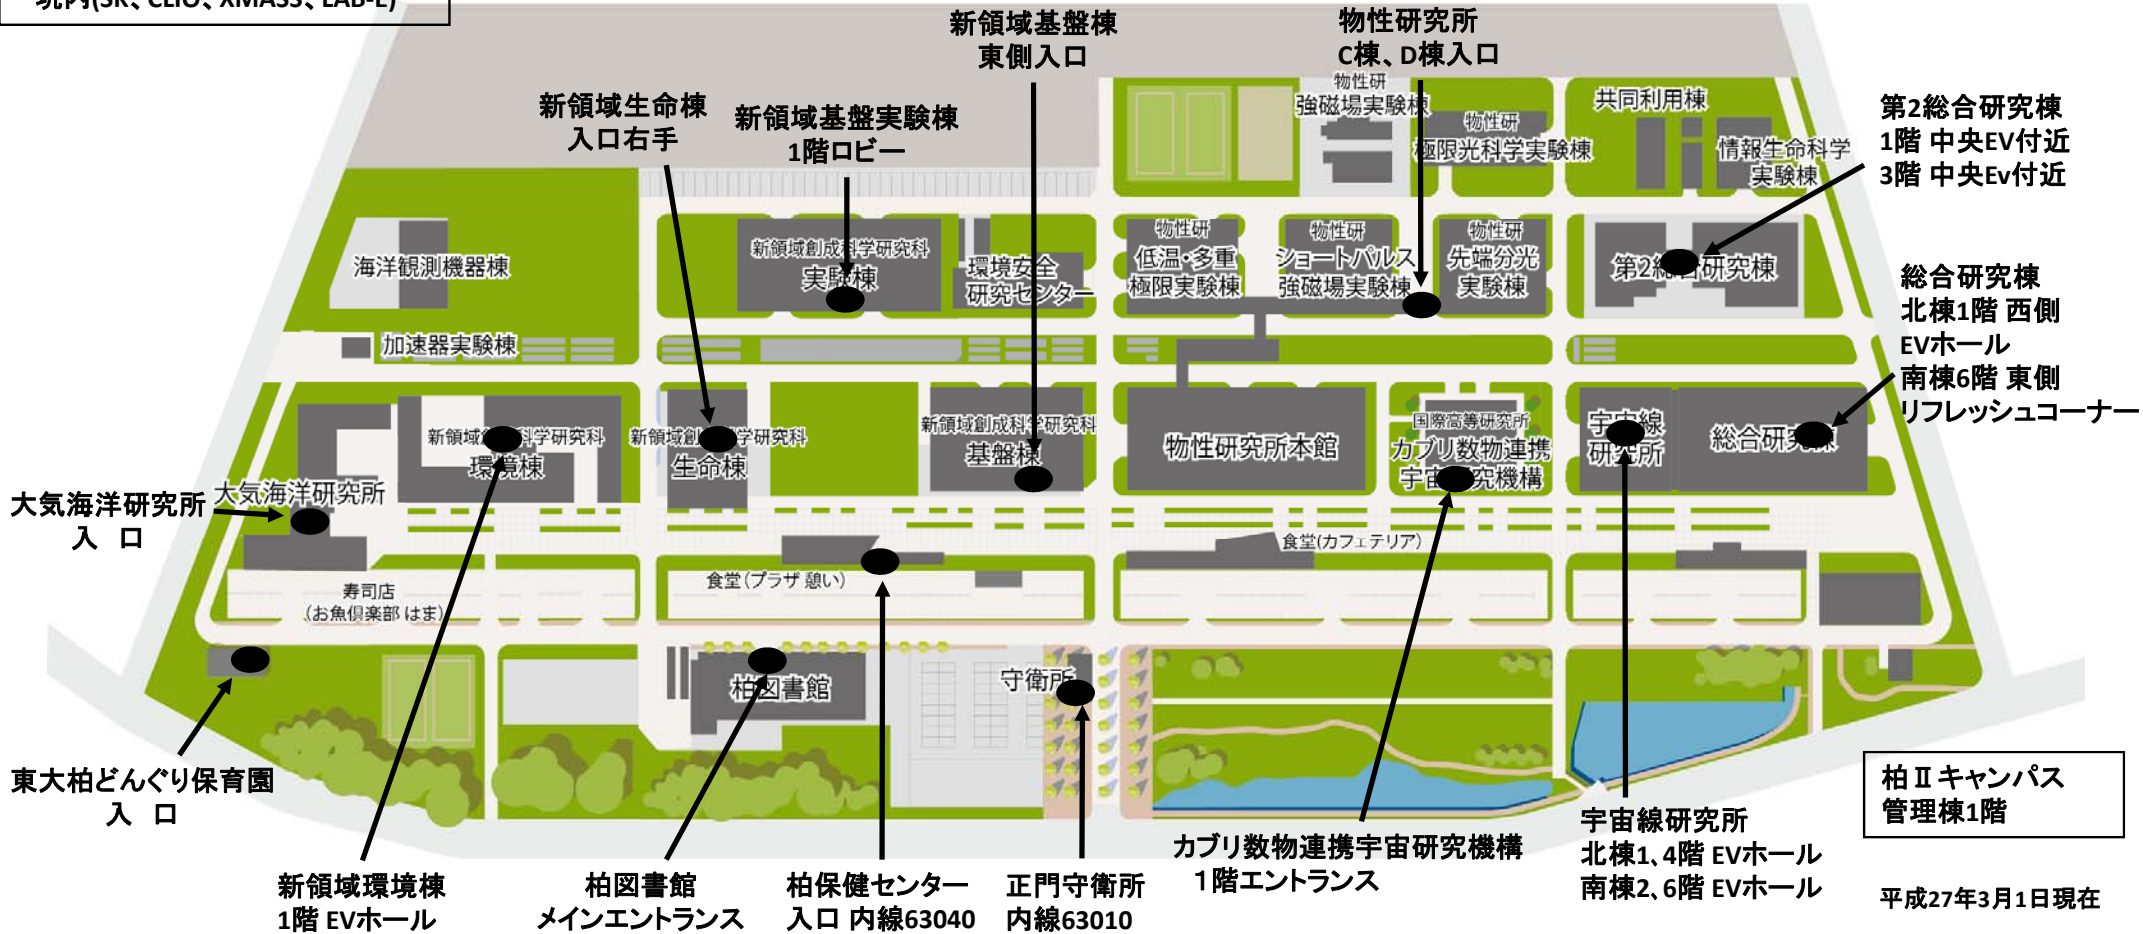 坑内(SK、CLIO、XMASS、LAB-E)
新領域基盤棟
東側入口
物性研究所
C棟、D棟入口
新領域生命棟
入口右手
新領域基盤実験棟
1階ロビー
第2総合研究棟
1階 中央EV付近
3階 中央Ev付近
物性研
強磁場実験棟
物性研
極限光科学実験棟
共同利用棟
情報生命科学
実験棟
海洋観測機器棟
新領域創成科学研究科
実験棟
環境安全
研究センター
物性研
低温・多重
極限実験棟
物性研
ショートパルス
強磁場実験棟
物性研
先端分光
実験棟
第2総合研究棟
総合研究棟
北棟1階 西側
EVホール
南棟6階 東側
リフレッシュコーナー
加速器実験棟
新領域創成科学研究科
環境棟
新領域創成科学研究科
生命棟
新領域創成科学研究科
基盤棟
物性研究所本館
国際高等研究所
カブリ数物連携
宇宙研究機構
宇宙線
研究所
総合研究棟
大気海洋研究所
大気海洋研究所
入 口
食堂(カフェテリア)
食堂(プラザ 憩い)
寿司店
(お魚倶楽部 はま)
柏図書館
守衛所
東大柏どんぐり保育園
入 口
新領域環境棟
1階 EVホール
柏図書館
メインエントランス
柏保健センター
入口 内線63040
正門守衛所
内線63010
カブリ数物連携宇宙研究機構
1階エントランス
宇宙線研究所
北棟1、4階 EVホール
南棟2、6階 EVホール
柏Ⅱキャンパス
管理棟1階
平成27年3月1日現在